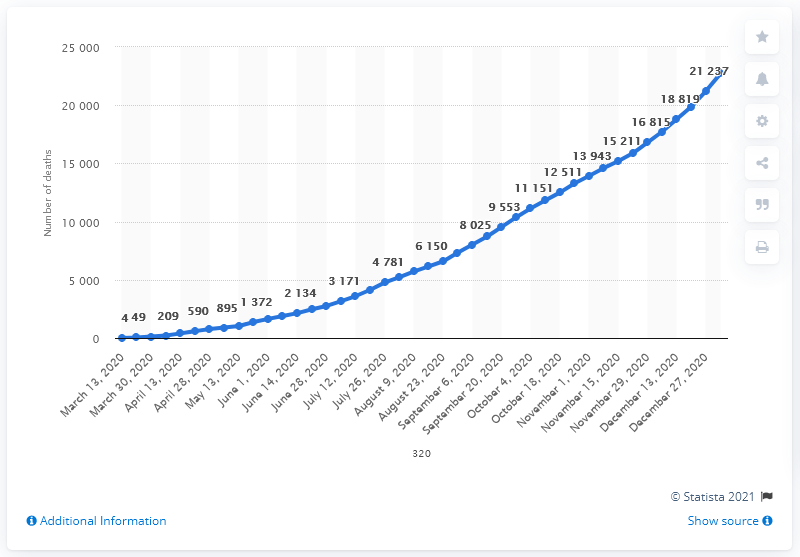 25 000
20 000
15 000
10 000
5 000
0
Number of deaths
4 49
209
590
895
1 372
2 134
3 171
4 781
6 150
8 025
9 553
11 151
12 511
13 943
15 211
16 815
18 819
21 237
March 13, 2020
March 30, 2020
April 13, 2020
April 28, 2020
May 13, 2020
June 1, 2020
June 14, 2020
June 28, 2020
July 12, 2020
July 26, 2020
August 9, 2020
August 23, 2020
September 6, 2020
September 20, 2020
October 4, 2020
October 18, 2020
November 1, 2020
November 15, 2020
November 29, 2020
December 13, 2020
December 27, 2020
320
© Statista 2021
Additional Information
Show source